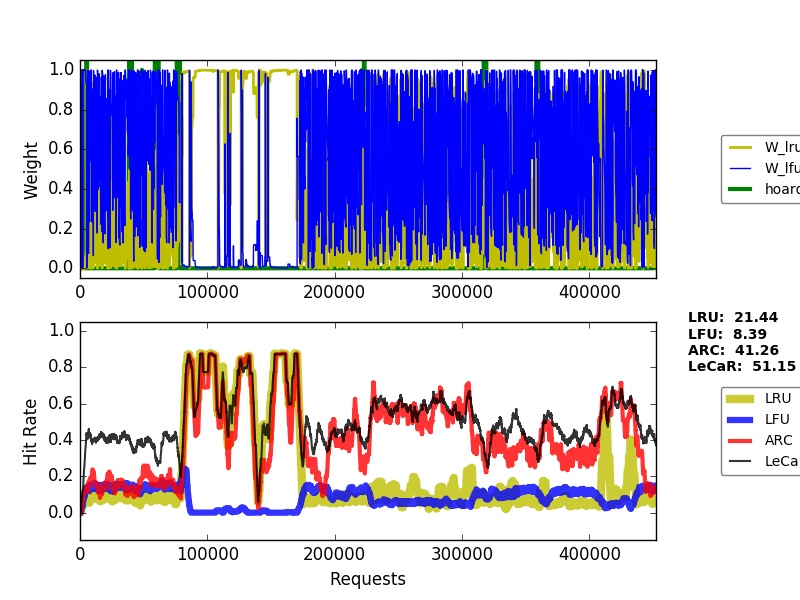 1.0
0.8
0.6
0.4
0.2
0.0
Weight
0 100000 200000 300000 400000
W_lru
W_lfu
hoard
1.0
0.8
0.6
0.4
0.2
0.0
Hit Rate
0 100000 200000 300000 400000
Requests
LRU: 21.44
LFU: 8.39
ARC: 41.26
LeCaR: 51.15
LRU
LFU
ARC
LeCa